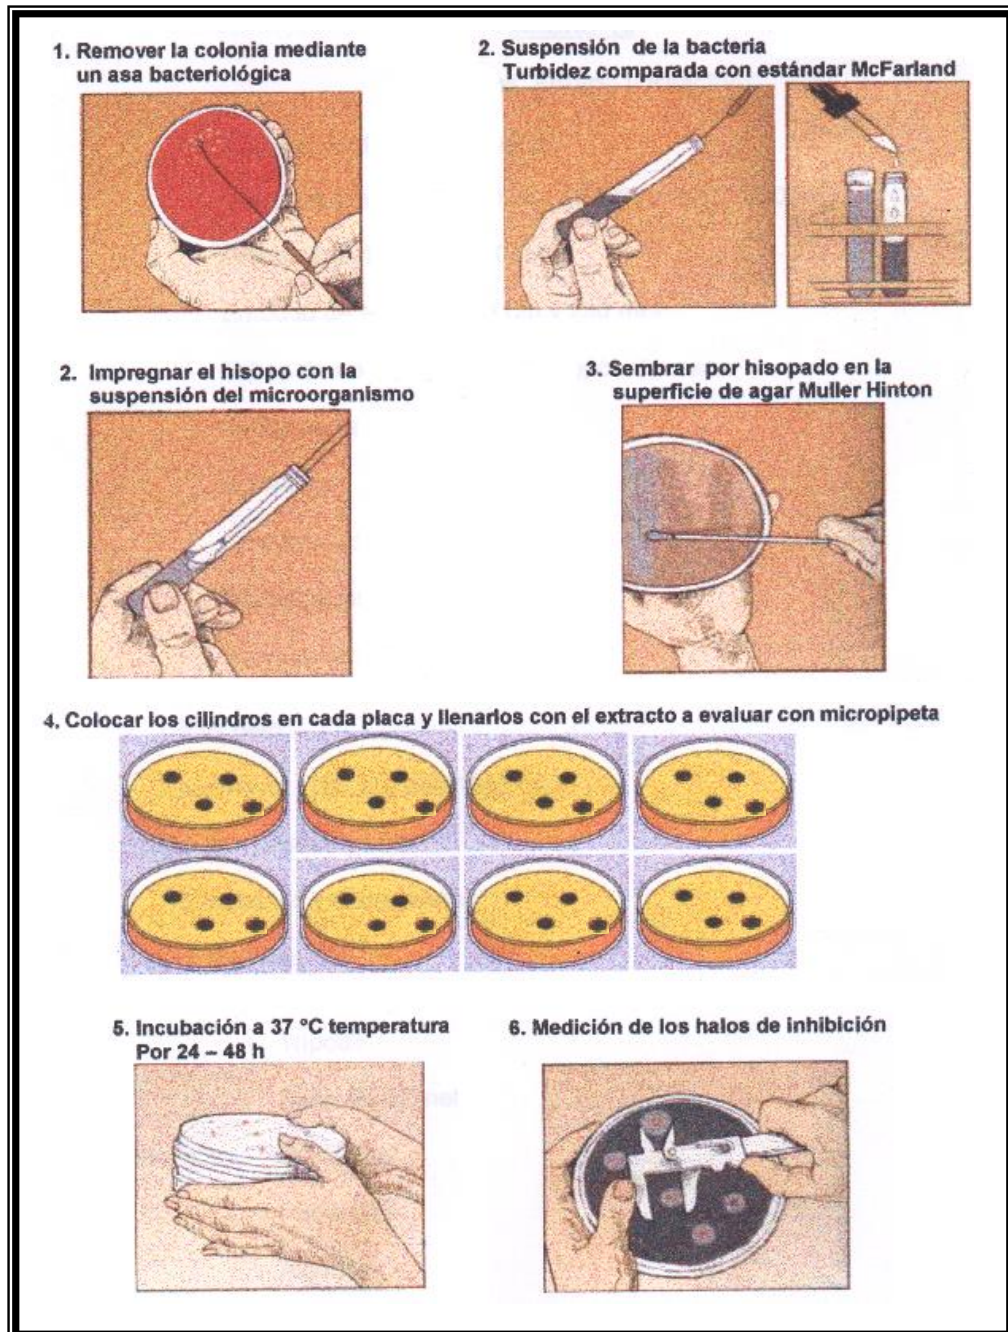 1. Remover la colonia mediante
un asa bacteriológica
2. Suspensión de la bacteria
Turbidez comparada con estándar McFarland
2. Impregnar el hisopo con la
suspensión del microorganismo
3. Sembrar por hisopado en la
superficie de agar Muller Hinton
4. Colocar los cilindros en cada placa y llenarlos con el extracto a evaluar con micropipeta
5. Incubación a 37 °C temperatura
Por 24 – 48 h
6. Medición de los halos de inhibición